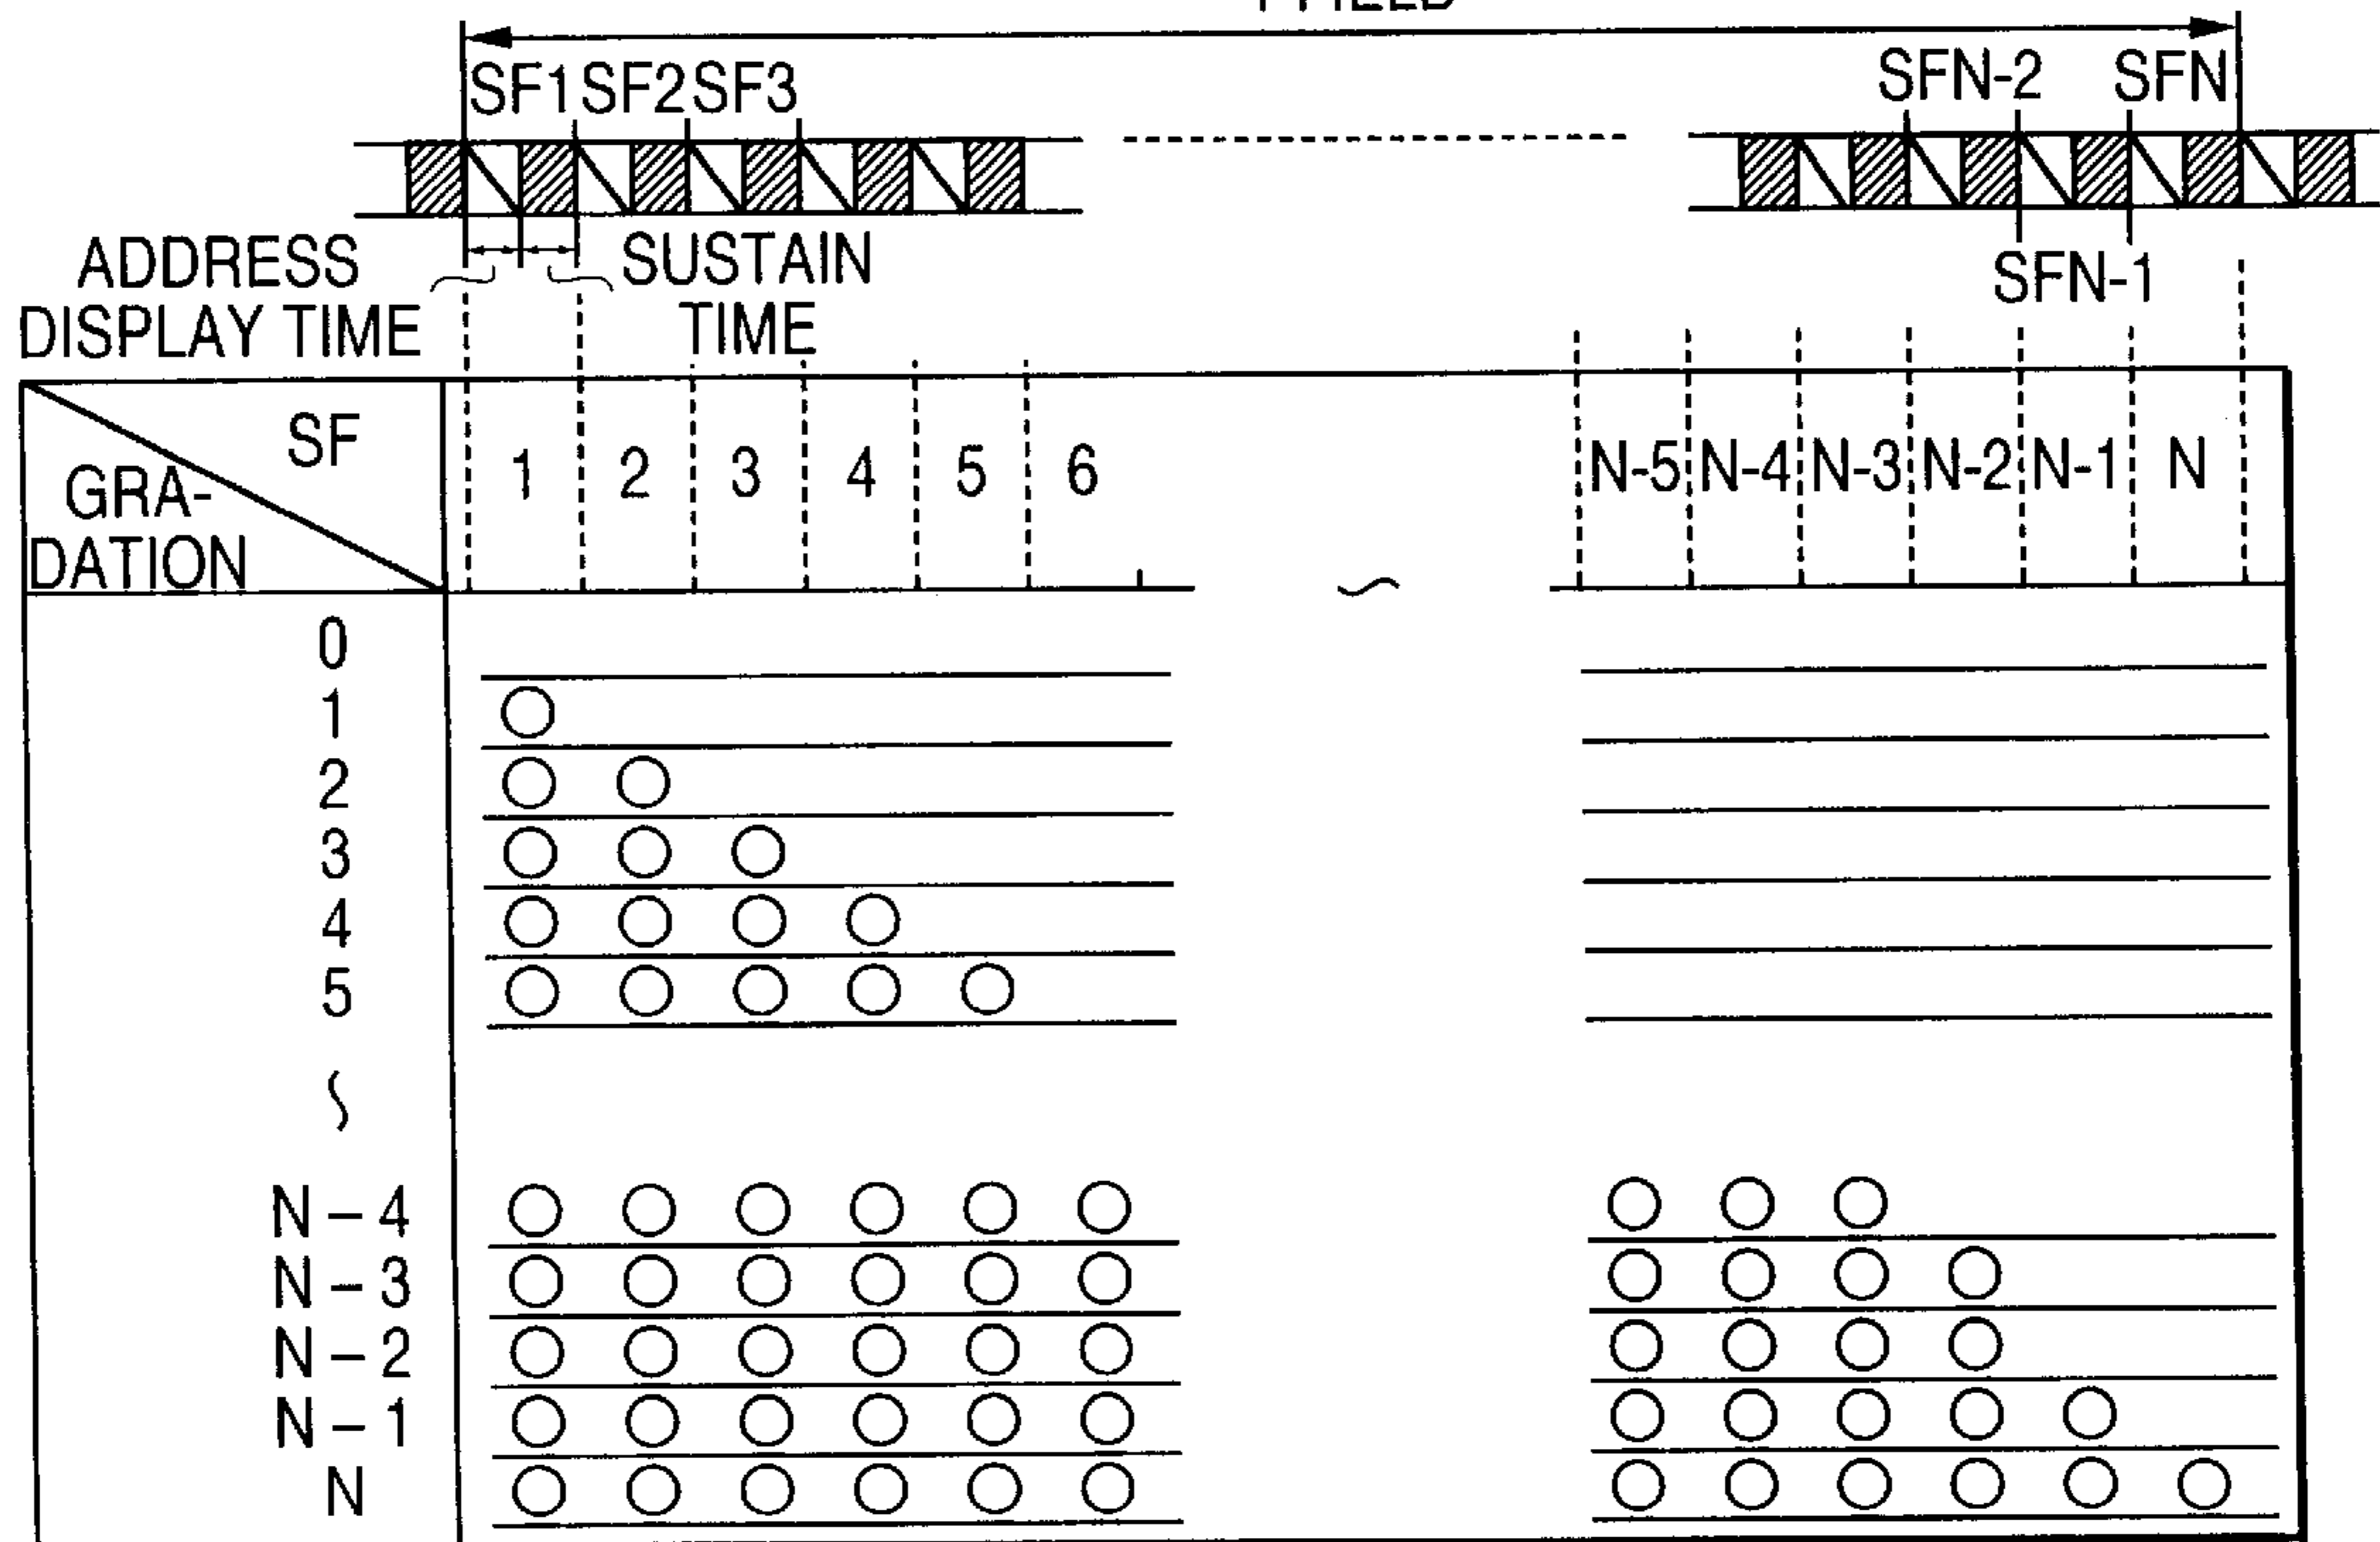 SF1 SF2 SF3 SFN-2 SFN
ADDRESS
DISPLAY TIME
SUSTAIN
TIME
SFN-1
SF
GRA-
DATION
1 2 3 4 5 6 N-5 N-4 N-3 N-2 N-1 N
0
1
2
3
4
5
N-4
N-3
N-2
N-1
N